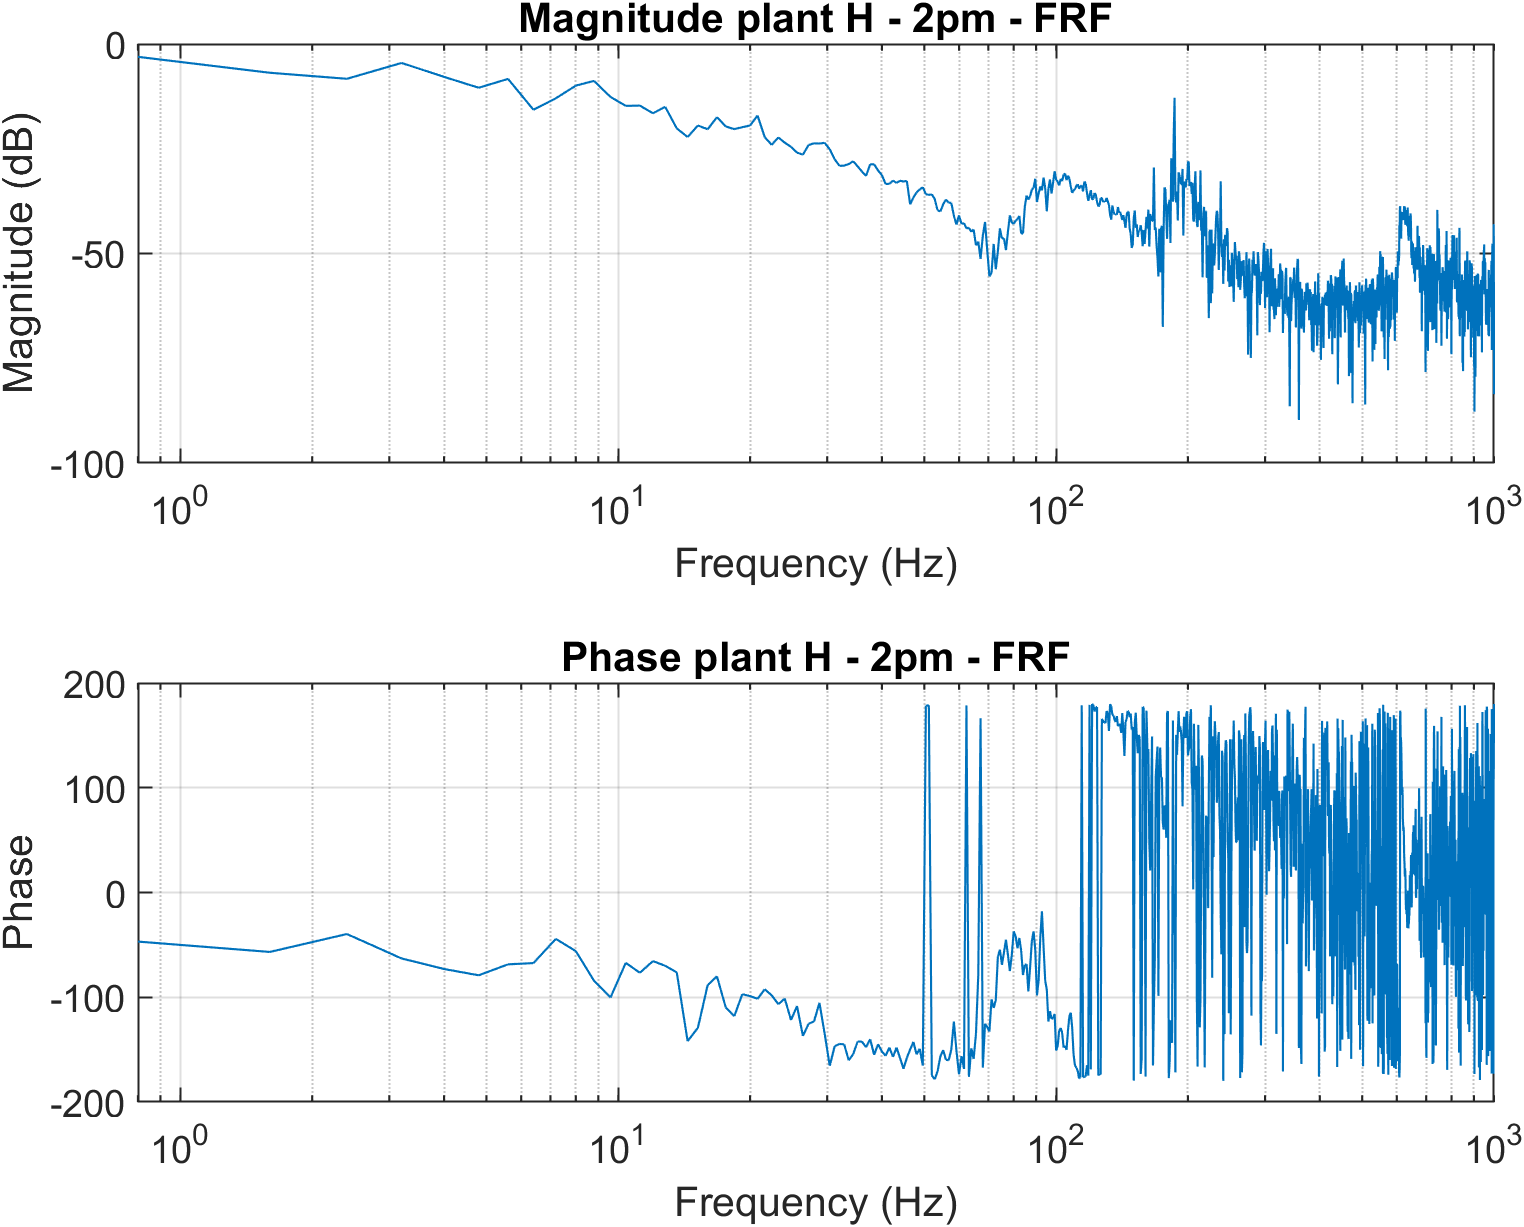 Magnitude plant H - 2pm - FRF
0
-50
-100
Magnitude (dB)
10^0 10^1 10^2 10^3
Frequency (Hz)
Phase plant H - 2pm - FRF
200
100
0
-100
-200
Phase
10^0 10^1 10^2 10^3
Frequency (Hz)